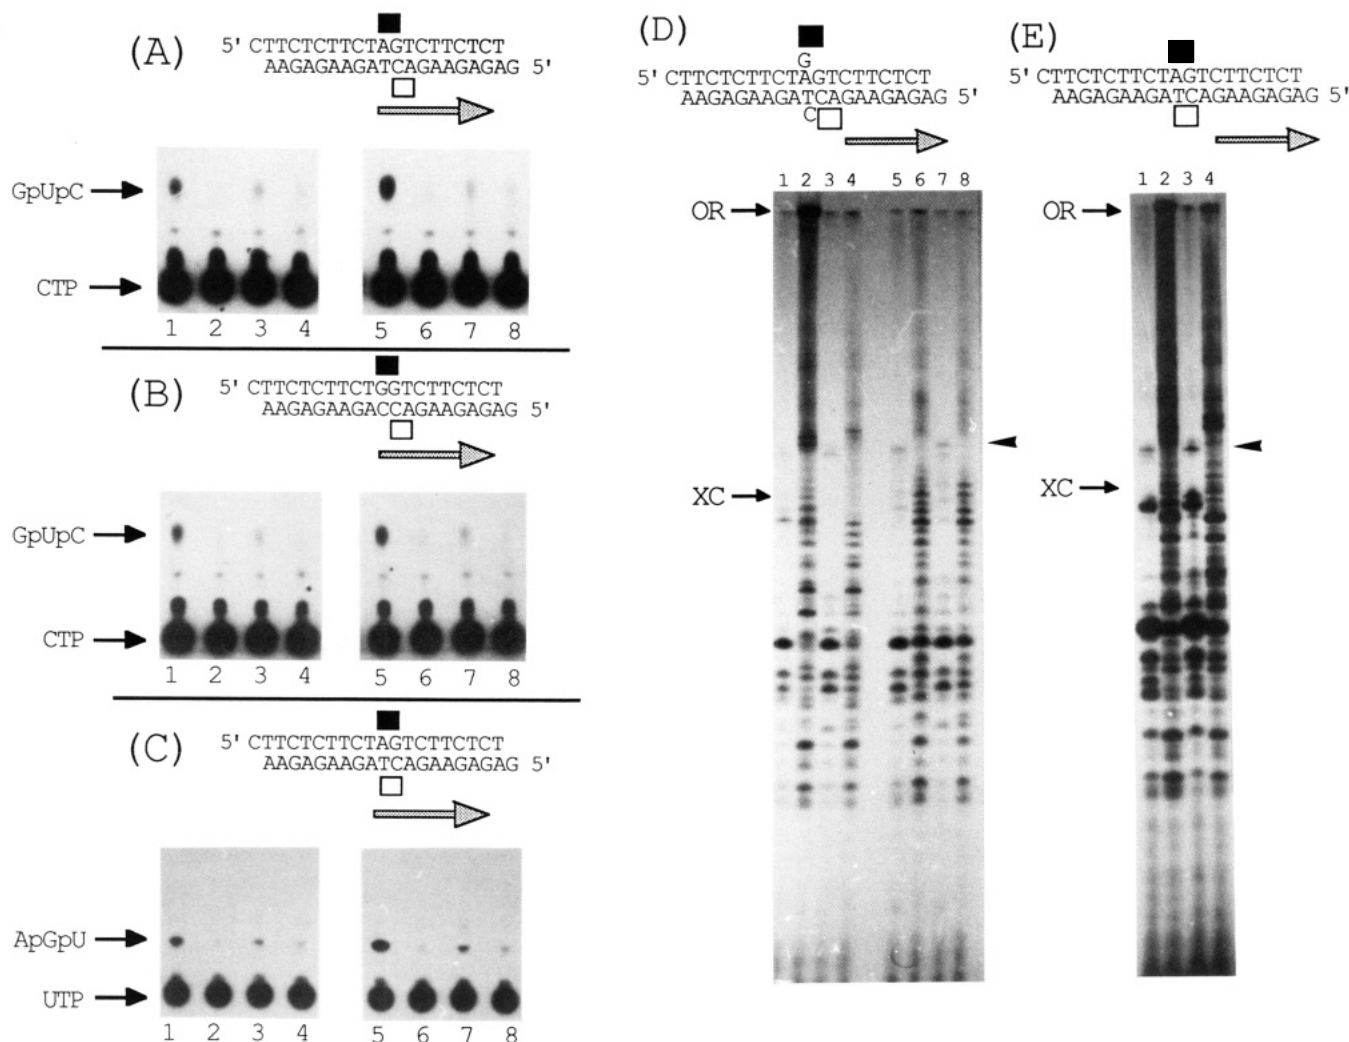 (A)
5' CTTCTCTTCTAGTCTTCTCT
AAGAGAAGATCAGAAGAGAG 5'
GpUpC
CTP
1 2 3 4 5 6 7 8
(B)
5' CTTCTCTTCTGGTCTTCTCT
AAGAGAAGACCAGAAGAGAG 5'
GpUpC
CTP
1 2 3 4 5 6 7 8
(C)
5' CTTCTCTTCTAGTCTTCTCT
AAGAGAAGATCAGAAGAGAG 5'
ApGpU
UTP
1 2 3 4 5 6 7 8
(D)
G
5' CTTCTCTTCTAGTCTTCTCT
AAGAGAAGATCAGAAGAGAG 5'
C
1 2 3 4 5 6 7 8
OR
XC
(E)
5' CTTCTCTTCTAGTCTTCTCT
AAGAGAAGATCAGAAGAGAG 5'
1 2 3 4
OR
XC